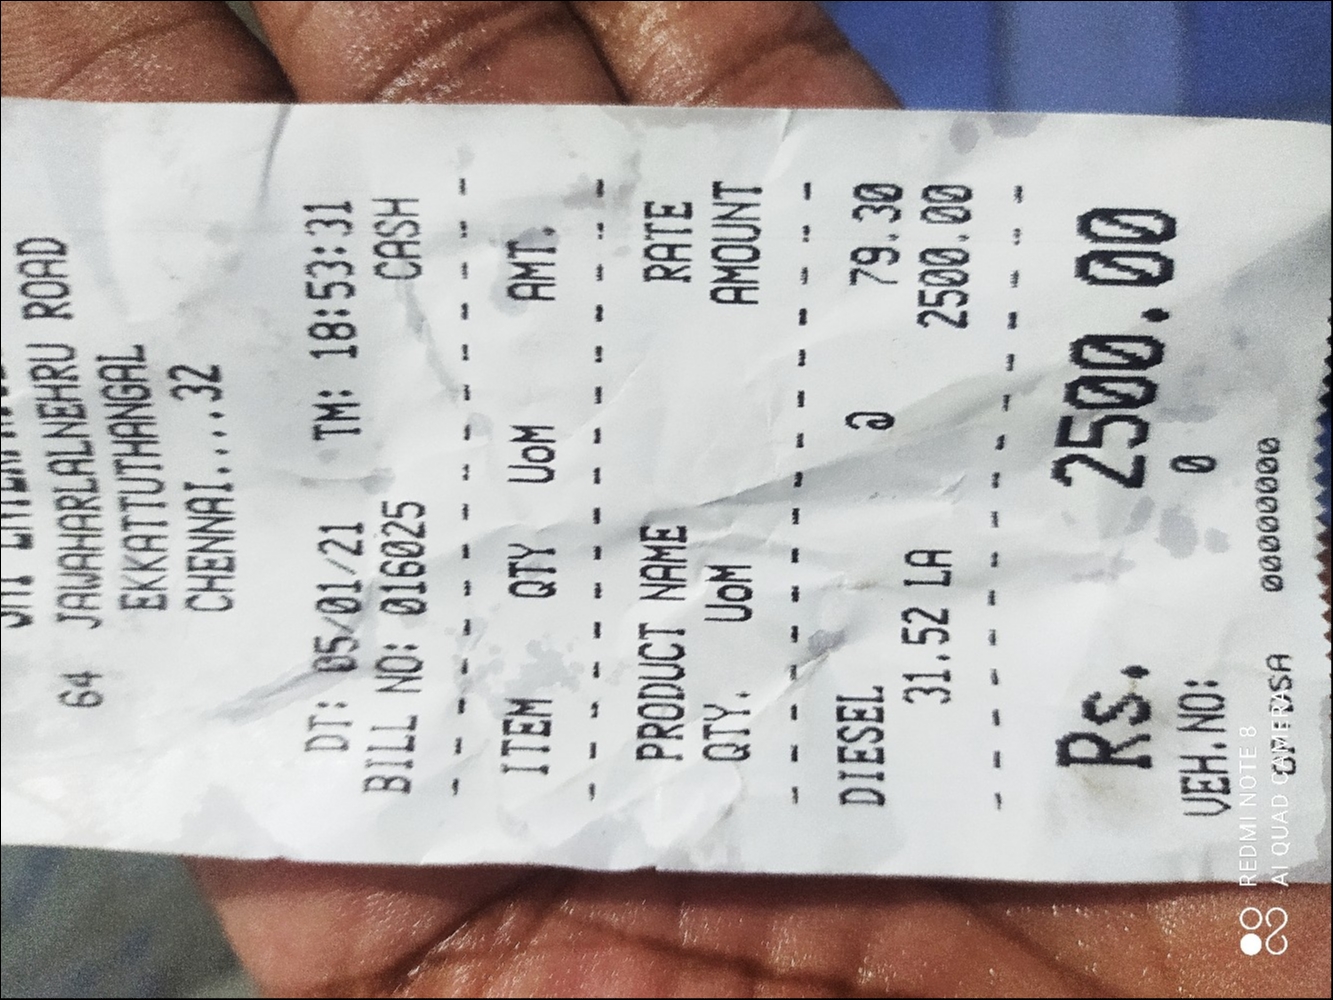 64 JAWAHARLALNEHRU ROAD
EKKATTUTHANGAL
CHENNAI....32
DT: 05/01/21 TM: 18:53:31
BILL NO: 016025 CASH
ITEM QTY UoM AMT.
PRODUCT NAME RATE
QTY. UoM AMOUNT
DIESEL @ 79.30
31.52 LA 2500.00
Rs. 2500.00
VEH.NO: 0
00000000
REDMI NOTE 8
AI QUAD CAMERA